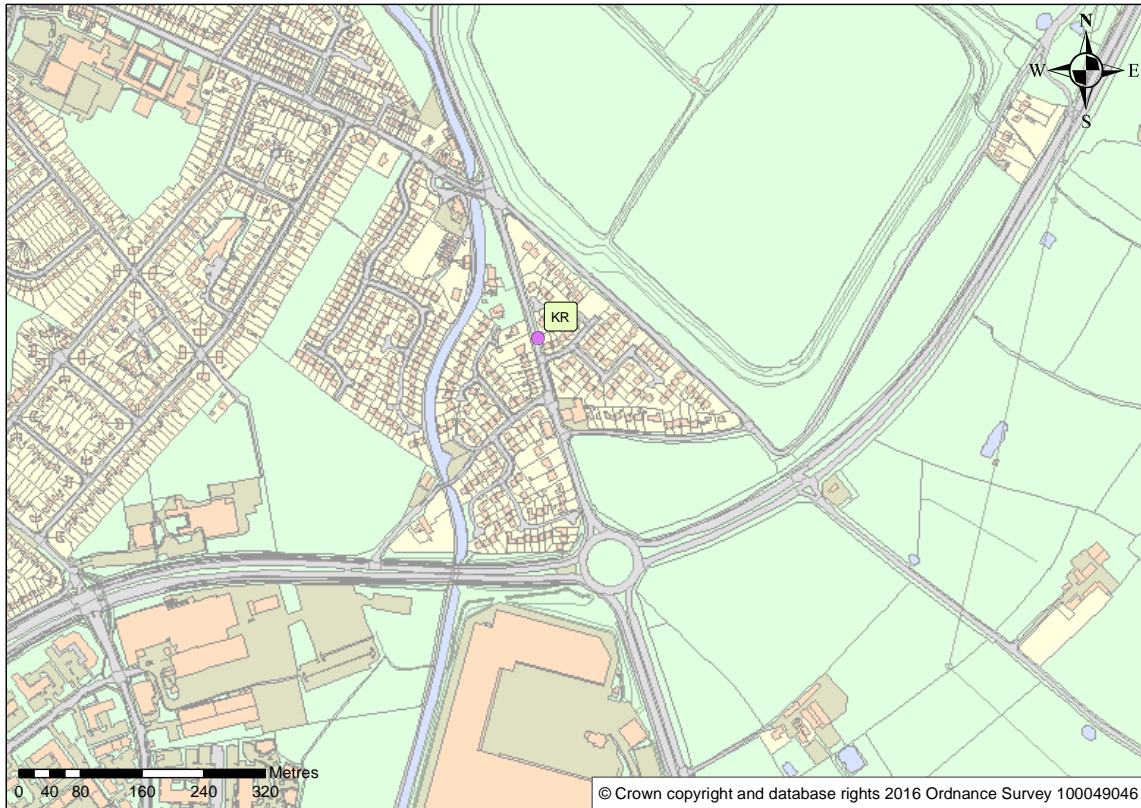 N
W E
S
KR
Metres
0 40 80 160 240 320
© Crown copyright and database rights 2016 Ordnance Survey 100049046